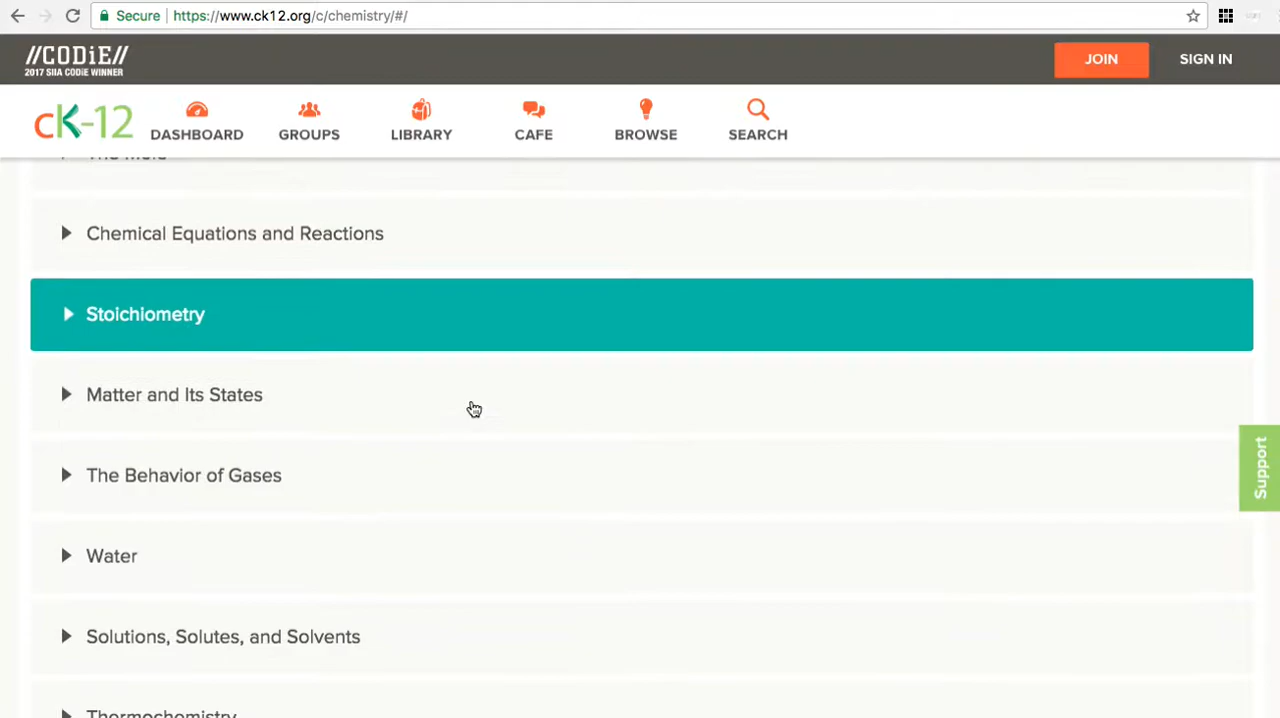 Secure
https://www.ck12.org/c/chemistry/#/
//CODiE//
2017 SIIA CODiE WINNER
JOIN
SIGN IN
cK-12
DASHBOARD
GROUPS
LIBRARY
CAFE
BROWSE
SEARCH
Chemical Equations and Reactions
Stoichiometry
Matter and Its States
The Behavior of Gases
Support
Water
Solutions, Solutes, and Solvents
Thermochemistry